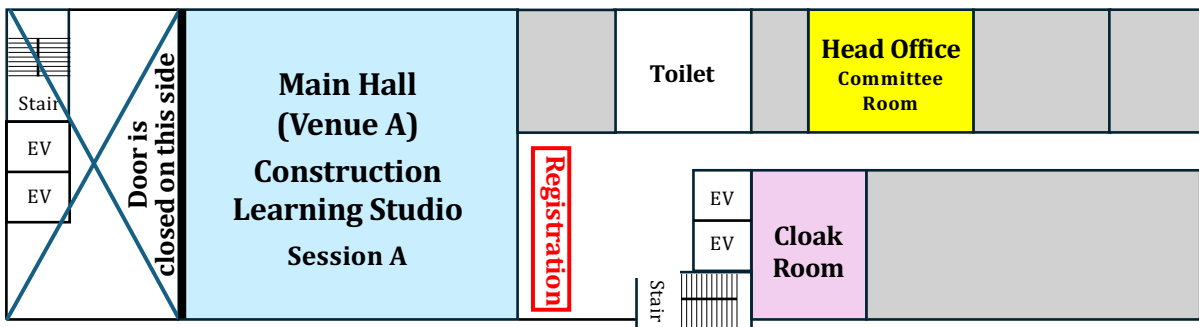 Stair
EV
EV
Door is
closed on this side
Main Hall
(Venue A)
Construction
Learning Studio
Session A
Registration
Toilet
Head Office
Committee
Room
EV
EV
Stair
Cloak
Room